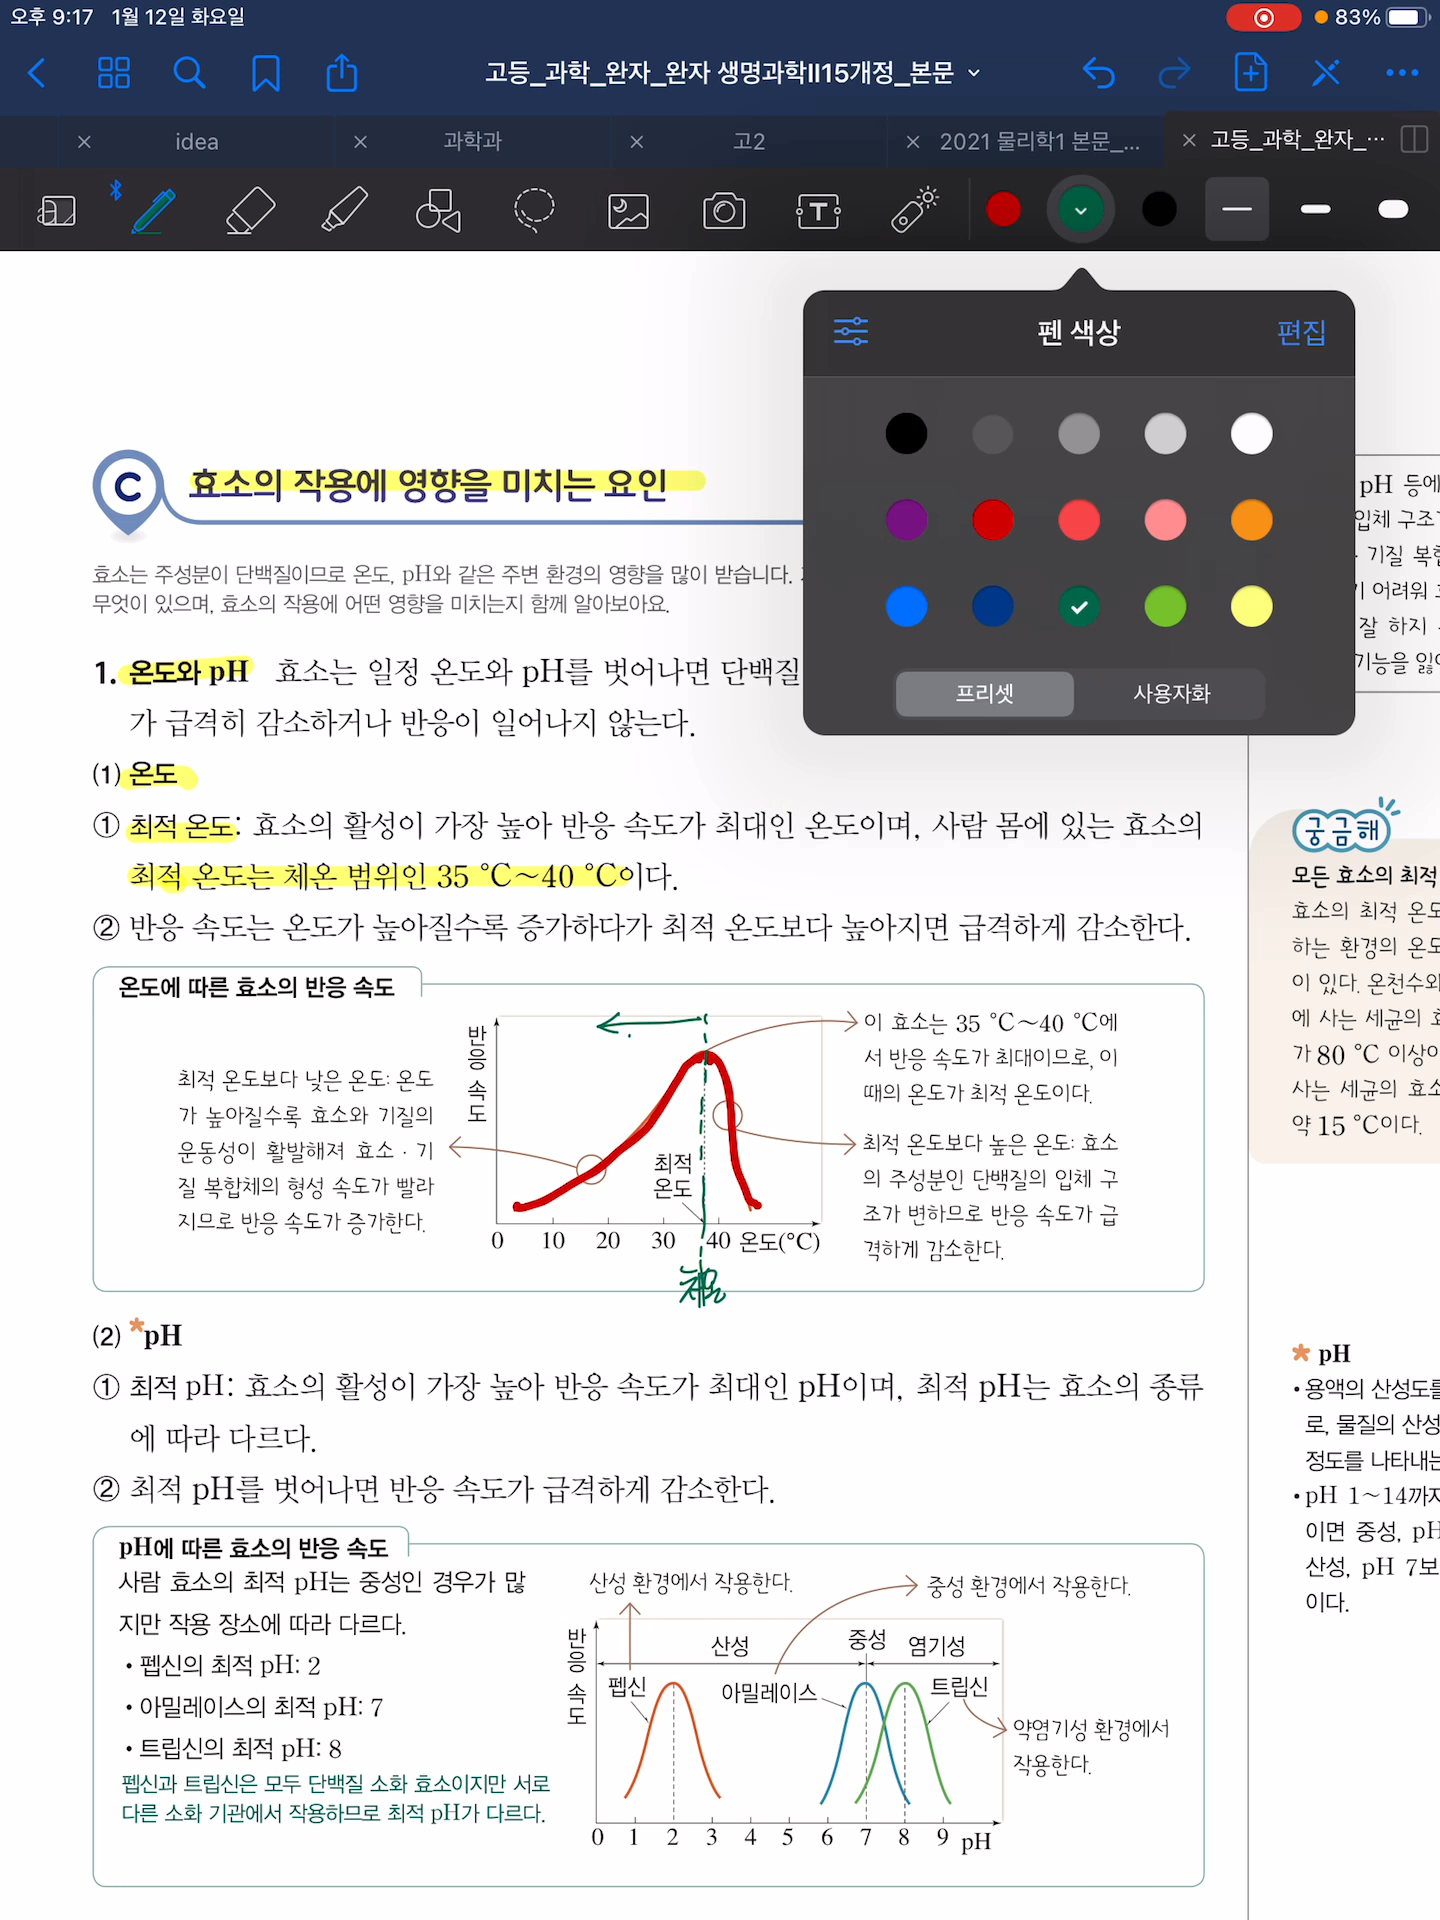 오후 9:17 1월 12일 화요일
83%
고등_과학_완자_완자 생명과학II15개정_본문
idea
과학과
고2
2021 물리학1 본문_...
고등_과학_완자_...
T
펜 색상
편집
프리셋
사용자화
C 효소의 작용에 영향을 미치는 요인
효소는 주성분이 단백질이므로 온도, pH와 같은 주변 환경의 영향을 많이 받습니다.
무엇이 있으며, 효소의 작용에 어떤 영향을 미치는지 함께 알아보아요.
1. 온도와 pH 효소는 일정 온도와 pH를 벗어나면 단백질
가 급격히 감소하거나 반응이 일어나지 않는다.
(1) 온도
① 최적 온도: 효소의 활성이 가장 높아 반응 속도가 최대인 온도이며, 사람 몸에 있는 효소의
최적 온도는 체온 범위인 35 ℃~40 ℃이다.
② 반응 속도는 온도가 높아질수록 증가하다가 최적 온도보다 높아지면 급격하게 감소한다.
온도에 따른 효소의 반응 속도
최적 온도보다 낮은 온도: 온도
가 높아질수록 효소와 기질의
운동성이 활발해져 효소·기
질 복합체의 형성 속도가 빨라
지므로 반응 속도가 증가한다.
반응 속도
최적
온도
0 10 20 30 40 온도(℃)
이 효소는 35 ℃~40 ℃에
서 반응 속도가 최대이므로, 이
때의 온도가 최적 온도이다.
최적 온도보다 높은 온도: 효소
의 주성분인 단백질의 입체 구
조가 변하므로 반응 속도가 급
격하게 감소한다.
(2) *pH
① 최적 pH: 효소의 활성이 가장 높아 반응 속도가 최대인 pH이며, 최적 pH는 효소의 종류
에 따라 다르다.
② 최적 pH를 벗어나면 반응 속도가 급격하게 감소한다.
pH에 따른 효소의 반응 속도
사람 효소의 최적 pH는 중성인 경우가 많
지만 작용 장소에 따라 다르다.
• 펩신의 최적 pH: 2
• 아밀레이스의 최적 pH: 7
• 트립신의 최적 pH: 8
펩신과 트립신은 모두 단백질 소화 효소이지만 서로
다른 소화 기관에서 작용하므로 최적 pH가 다르다.
산성 환경에서 작용한다.
중성 환경에서 작용한다.
반응 속도
산성 중성 염기성
펩신 아밀레이스 트립신
약염기성 환경에서
작용한다.
0 1 2 3 4 5 6 7 8 9 pH
pH 등에
입체 구조
기질 복합
어려워
잘 하지
기능을 잃
궁금해
모든 효소의 최적
효소의 최적 온도
하는 환경의 온도
이 있다. 온천수와
에 사는 세균의
가 80 ℃ 이상이
사는 세균의 효소
약 15 ℃이다.
* pH
• 용액의 산성도를
로, 물질의 산성
정도를 나타내는
• pH 1~14까지
이면 중성, pH
산성, pH 7보
이다.